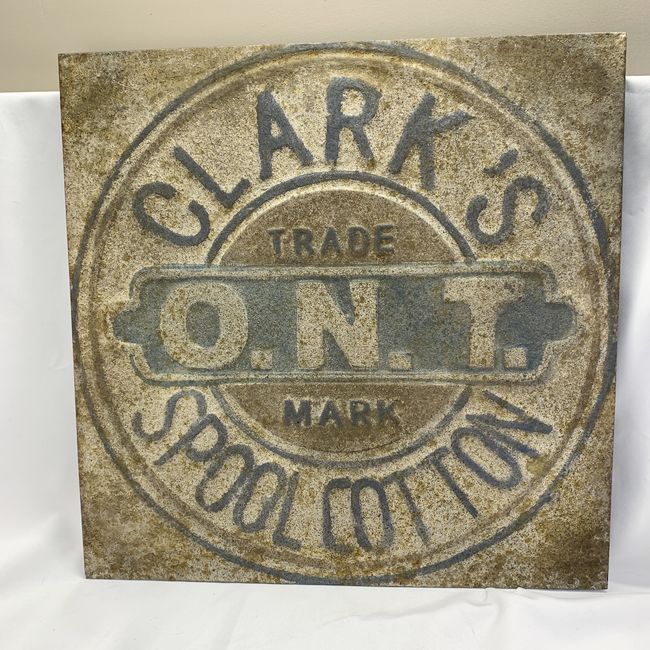 CLARK'S
TRADE
O.N.T.
MARK
SPOOL COTTON